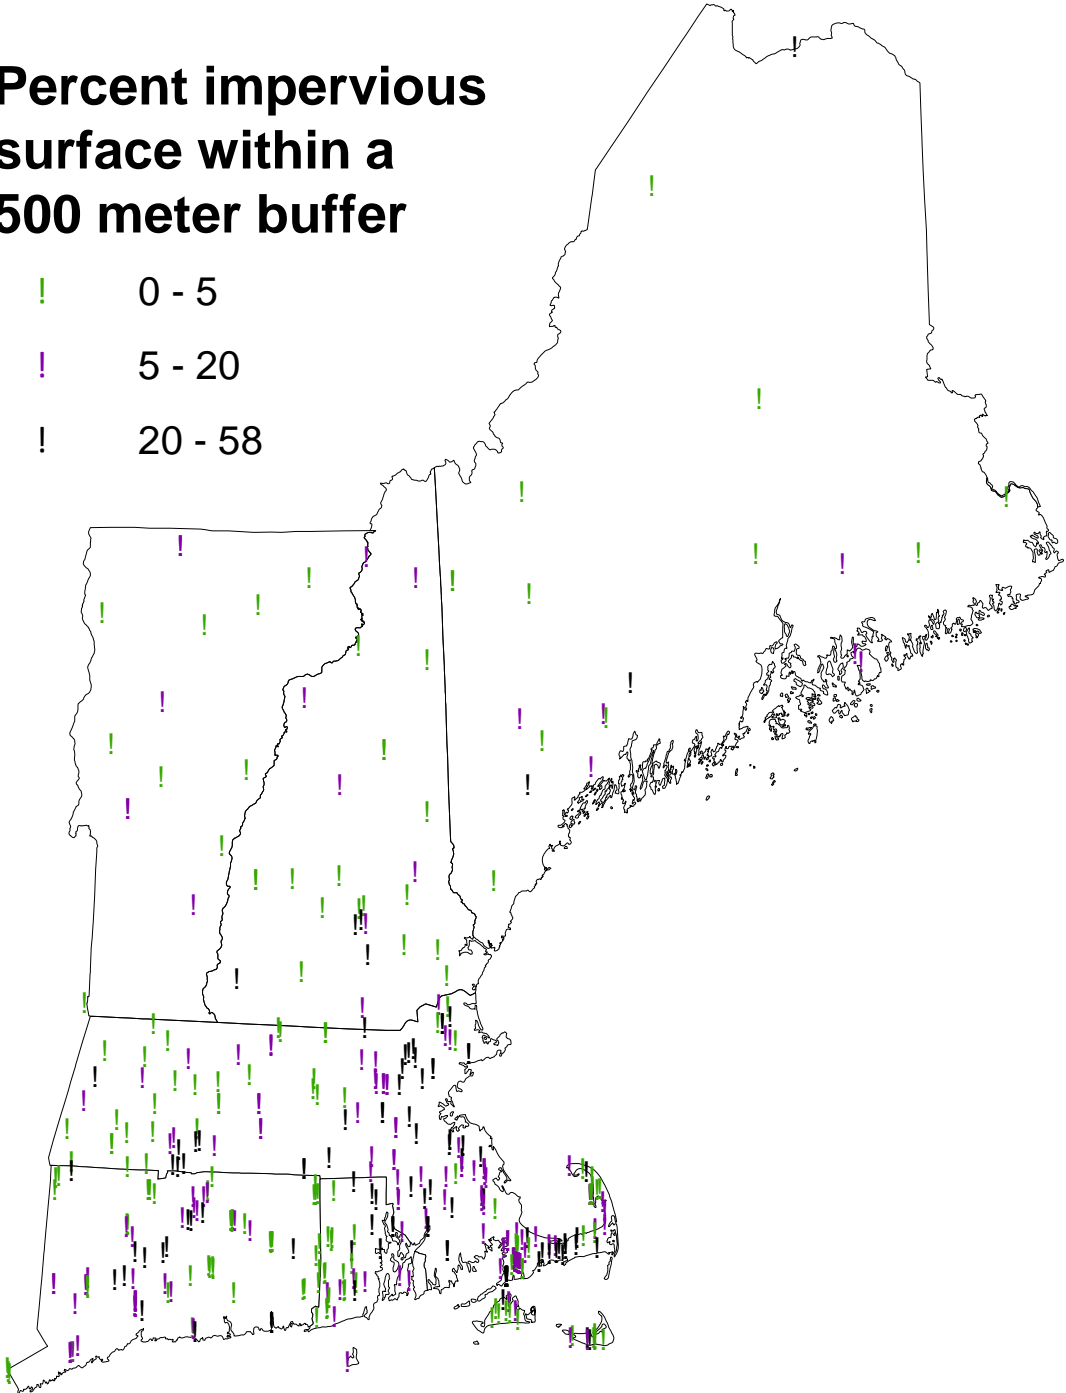 Percent impervious
surface within a
500 meter buffer
! 0 - 5
! 5 - 20
! 20 - 58